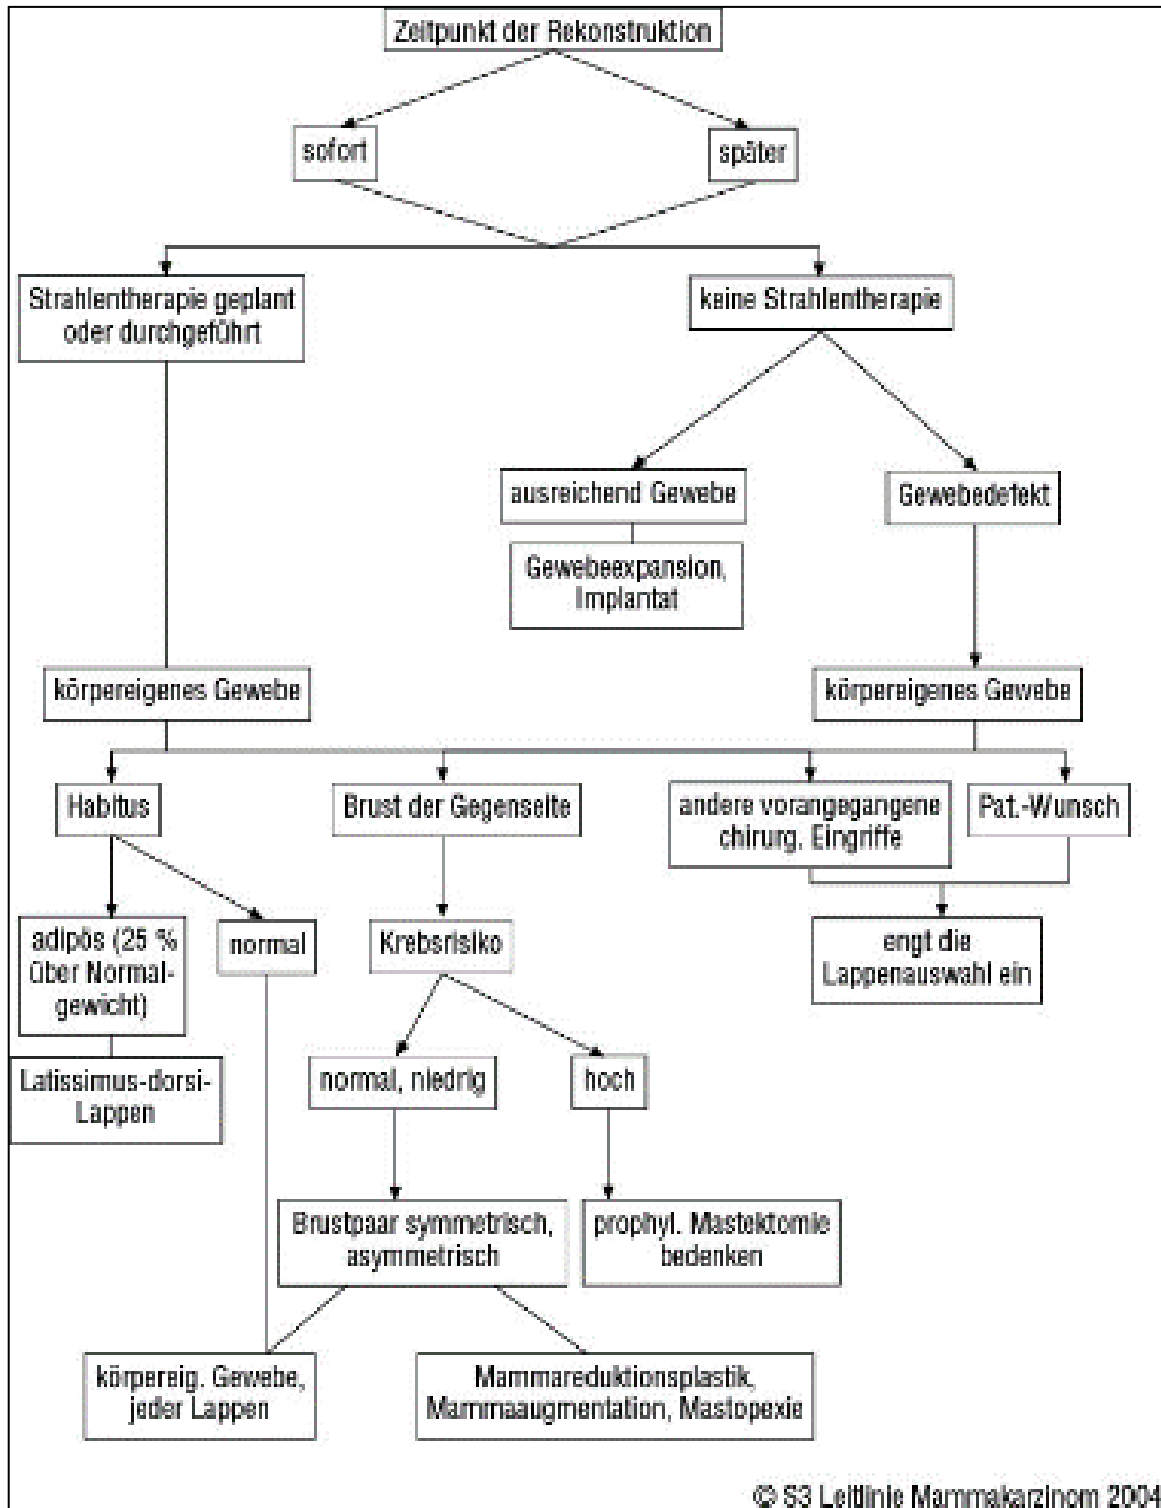 Zeitpunkt der Rekonstruktion
sofort
später
Strahlentherapie geplant
oder durchgeführt
keine Strahlentherapie
ausreichend Gewebe
Gewebedefekt
Gewebeexpansion,
Implantat
körpereigenes Gewebe
körpereigenes Gewebe
Habitus
Brust der Gegenseite
andere vorangegangene
chirurg. Eingriffe
Pat.-Wunsch
adipös (25 %
über Normal-
gewicht)
normal
Krebsrisiko
engt die
Lappenauswahl ein
Latissimus-dorsi-
Lappen
normal, niedrig
hoch
Brustpaar symmetrisch,
asymmetrisch
prophyl. Mastektomie
bedenken
körpereig. Gewebe,
jeder Lappen
Mammareduktionsplastik,
Mammaaugmentation, Mastopexie
© S3 Leitlinie Mammakarzinom 2004